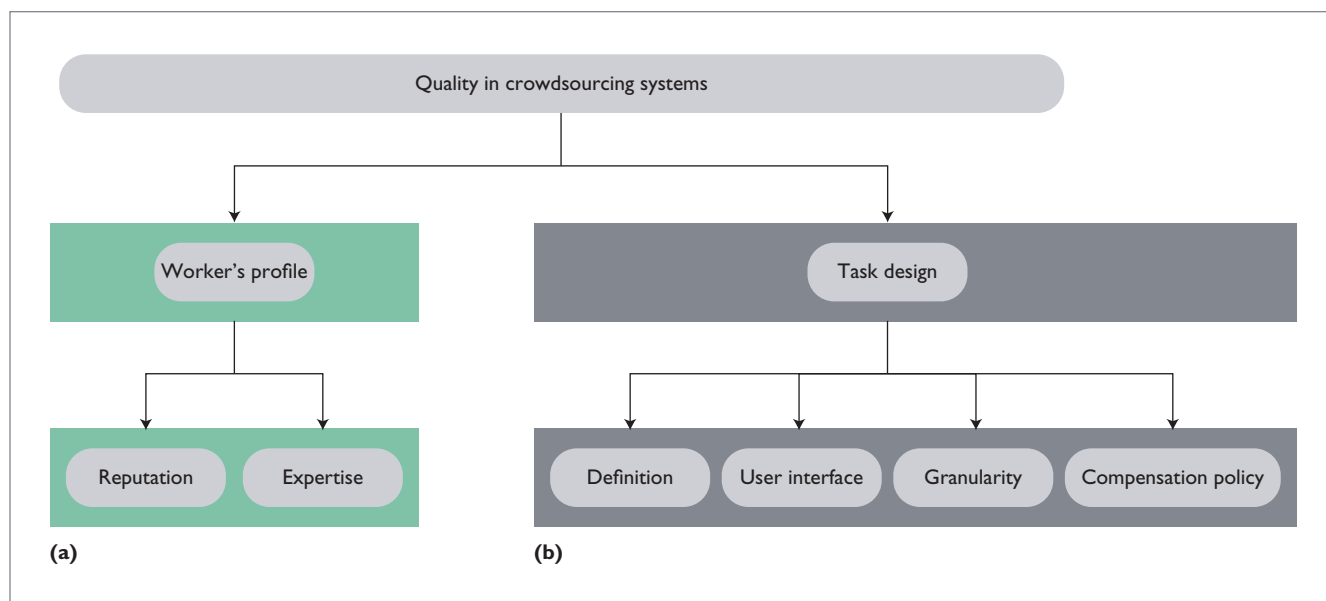 Quality in crowdsourcing systems
Worker's profile
Task design
Reputation
Expertise
Definition
User interface
Granularity
Compensation policy
(a)
(b)